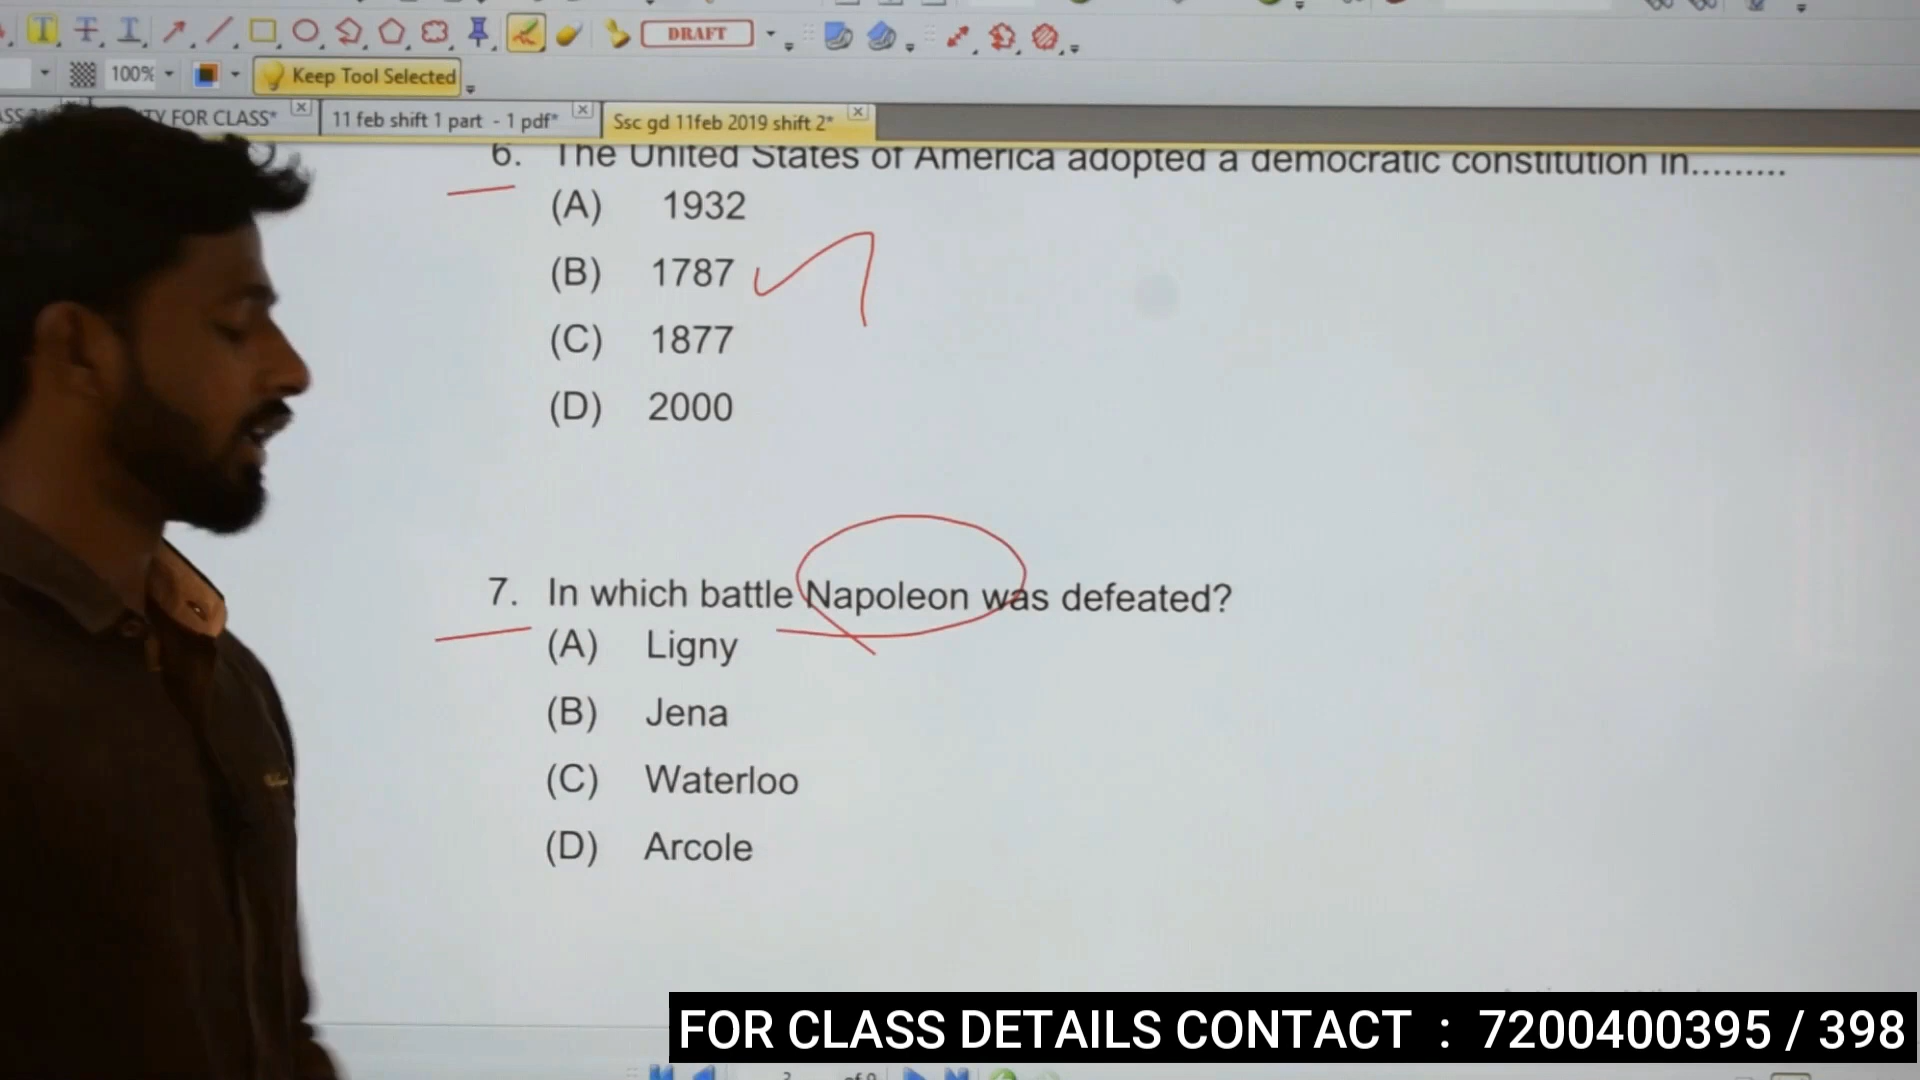 DRAFT
100%
Keep Tool Selected
TY FOR CLASS*
11 feb shift 1 part - 1 pdf*
Ssc gd 11feb 2019 shift 2*
6. The United States of America adopted a democratic constitution in.........
(A) 1932
(B) 1787
(C) 1877
(D) 2000
7. In which battle Napoleon was defeated?
(A) Ligny
(B) Jena
(C) Waterloo
(D) Arcole
FOR CLASS DETAILS CONTACT : 7200400395 / 398